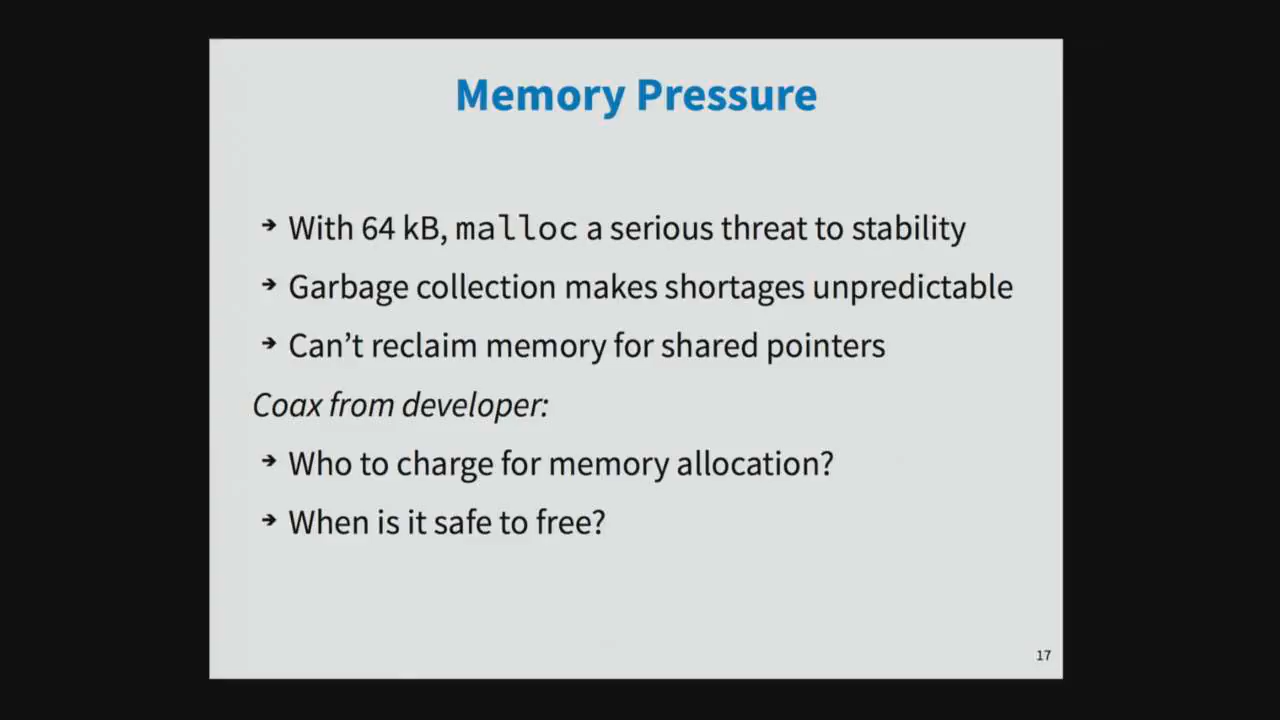 Memory Pressure
➔ With 64 kB, malloc a serious threat to stability
➔ Garbage collection makes shortages unpredictable
➔ Can’t reclaim memory for shared pointers
Coax from developer:
➔ Who to charge for memory allocation?
➔ When is it safe to free?
17